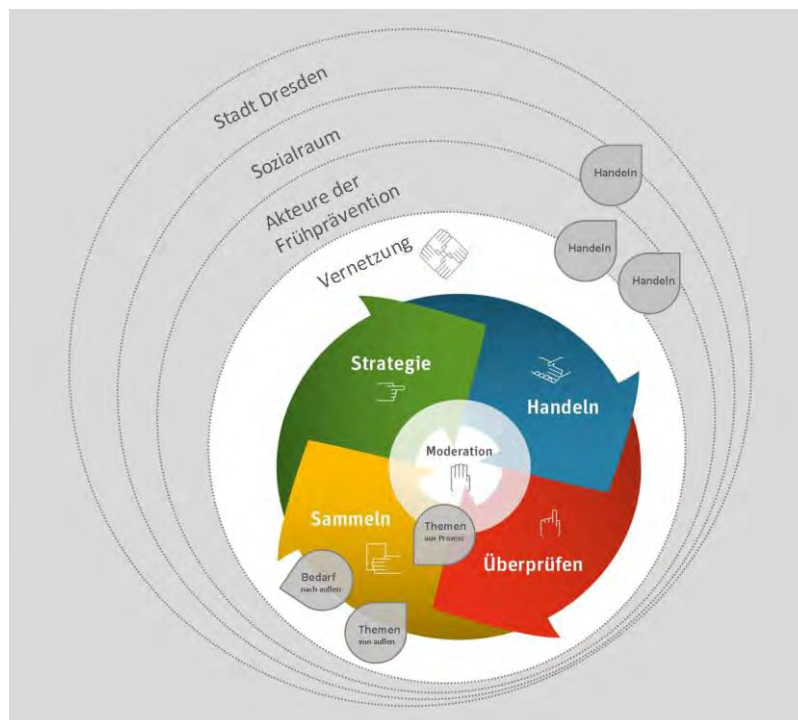 Stadt Dresden
Sozialraum
Akteure der
Frühprävention
Vernetzung
Handeln
Handeln
Handeln
Strategie
Handeln
Moderation
Sammeln
Themen
aus Prozess
Überprüfen
Bedarf
nach außen
Themen
von außen